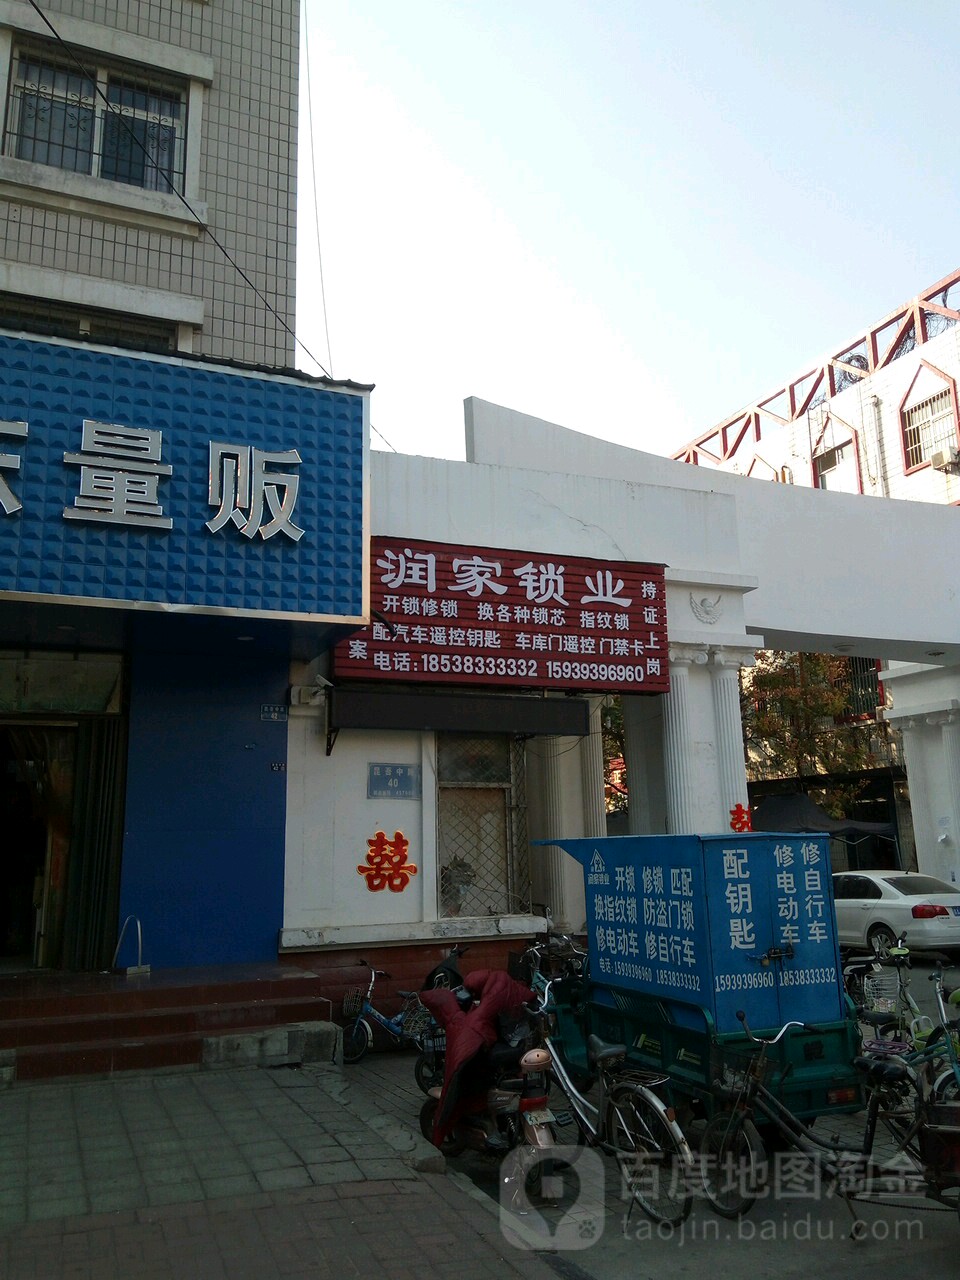 量贩
润家锁业
开锁修锁 换各种锁芯 指纹锁
配汽车遥控钥匙 车库门遥控 门禁卡
电话:18538333332 15939396960
持证上岗
案
40
囍
开锁 修锁 匹配
换指纹锁 防盗门锁
修电动车 修自行车
电话:15939396960 18538333332
配钥匙
修电动车
修自行车
15939396960 18538333332
百度地图淘金
taojin.baidu.com